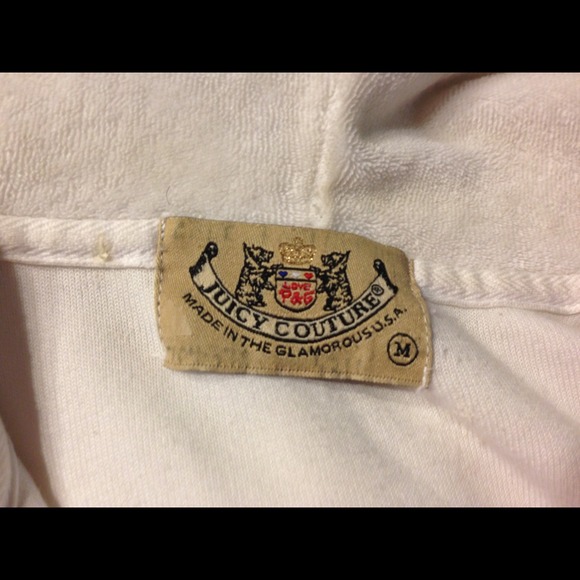 LOVE
P&G
JUICY COUTURE®
MADE IN THE GLAMOROUS U.S.A.
M